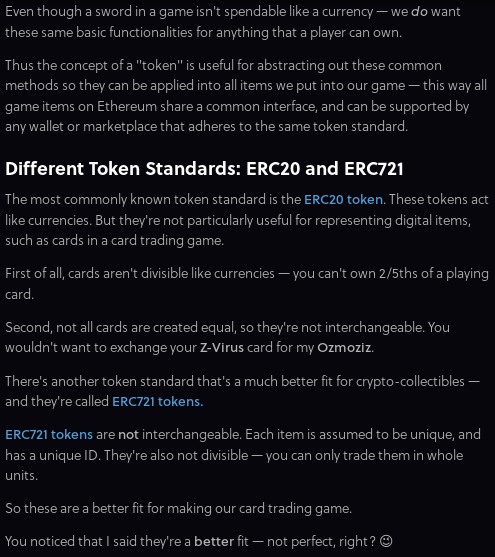 Even though a sword in a game isn't spendable like a currency — we do want
these same basic functionalities for anything that a player can own.
Thus the concept of a "token" is useful for abstracting out these common
methods so they can be applied into all items we put into our game — this way all
game items on Ethereum share a common interface, and can be supported by
any wallet or marketplace that adheres to the same token standard.
Different Token Standards: ERC20 and ERC721
The most commonly known token standard is the ERC20 token. These tokens act
like currencies. But they're not particularly useful for representing digital items,
such as cards in a card trading game.
First of all, cards aren't divisible like currencies — you can't own 2/5ths of a playing
card.
Second, not all cards are created equal, so they're not interchangeable. You
wouldn't want to exchange your Z-Virus card for my Ozmoziz.
There's another token standard that's a much better fit for crypto-collectibles —
and they're called ERC721 tokens.
ERC721 tokens are not interchangeable. Each item is assumed to be unique, and
has a unique ID. They're also not divisible — you can only trade them in whole
units.
So these are a better fit for making our card trading game.
You noticed that I said they're a better fit — not perfect, right? 😉